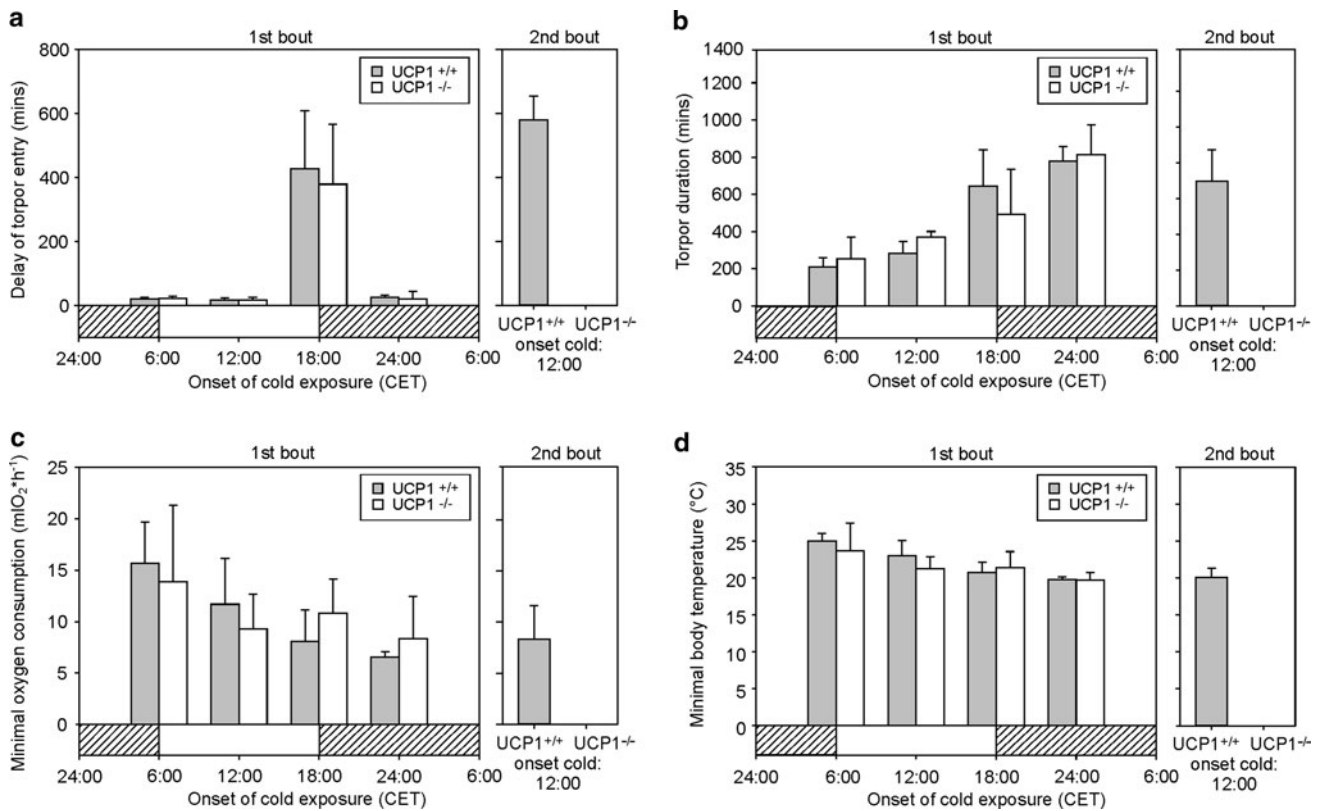 a
1st bout
2nd bout
Delay of torpor entry (mins)
800
600
400
200
0
UCP1 +/+
UCP1 -/-
24:00 6:00 12:00 18:00 24:00 6:00
Onset of cold exposure (CET)
UCP1+/+ UCP1-/-
onset cold:
12:00
b
1st bout
2nd bout
Torpor duration (mins)
1400
1200
1000
800
600
400
200
0
UCP1 +/+
UCP1 -/-
24:00 6:00 12:00 18:00 24:00 6:00
Onset of cold exposure (CET)
UCP1+/+ UCP1-/-
onset cold:
12:00
c
1st bout
2nd bout
Minimal oxygen consumption (mlO₂*h⁻¹)
25
20
15
10
5
0
UCP1 +/+
UCP1 -/-
24:00 6:00 12:00 18:00 24:00 6:00
Onset of cold exposure (CET)
UCP1+/+ UCP1-/-
onset cold:
12:00
d
1st bout
2nd bout
Minimal body temperature (°C)
35
30
25
20
15
10
5
0
UCP1 +/+
UCP1 -/-
24:00 6:00 12:00 18:00 24:00 6:00
Onset of cold exposure (CET)
UCP1+/+ UCP1-/-
onset cold:
12:00